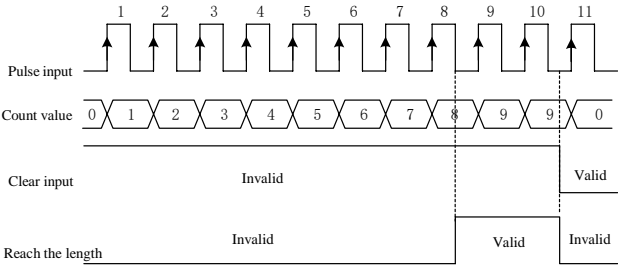 1 2 3 4 5 6 7 8 9 10 11
Pulse input
Count value 0 1 2 3 4 5 6 7 8 9 9 0
Clear input Invalid Valid
Reach the length Invalid Valid Invalid